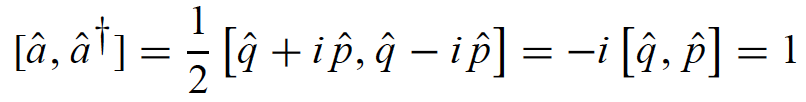 [â, â†] = 1/2 [q̂ + i p̂, q̂ − i p̂] = −i [q̂, p̂] = 1